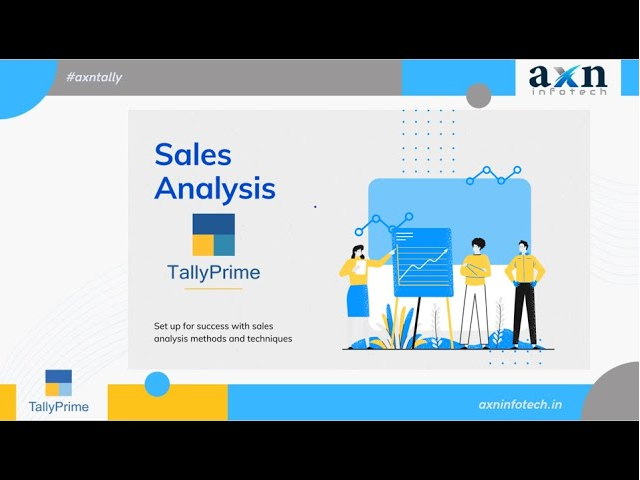 #axntally
axn
infotech
Sales
Analysis
TallyPrime
Set up for success with sales
analysis methods and techniques
TallyPrime
axninfotech.in